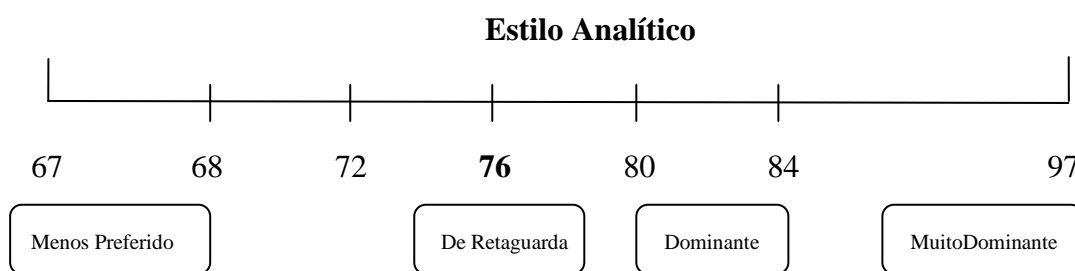 Estilo Analítico
67 68 72 76 80 84 97
Menos Preferido De Retaguarda Dominante MuitoDominante